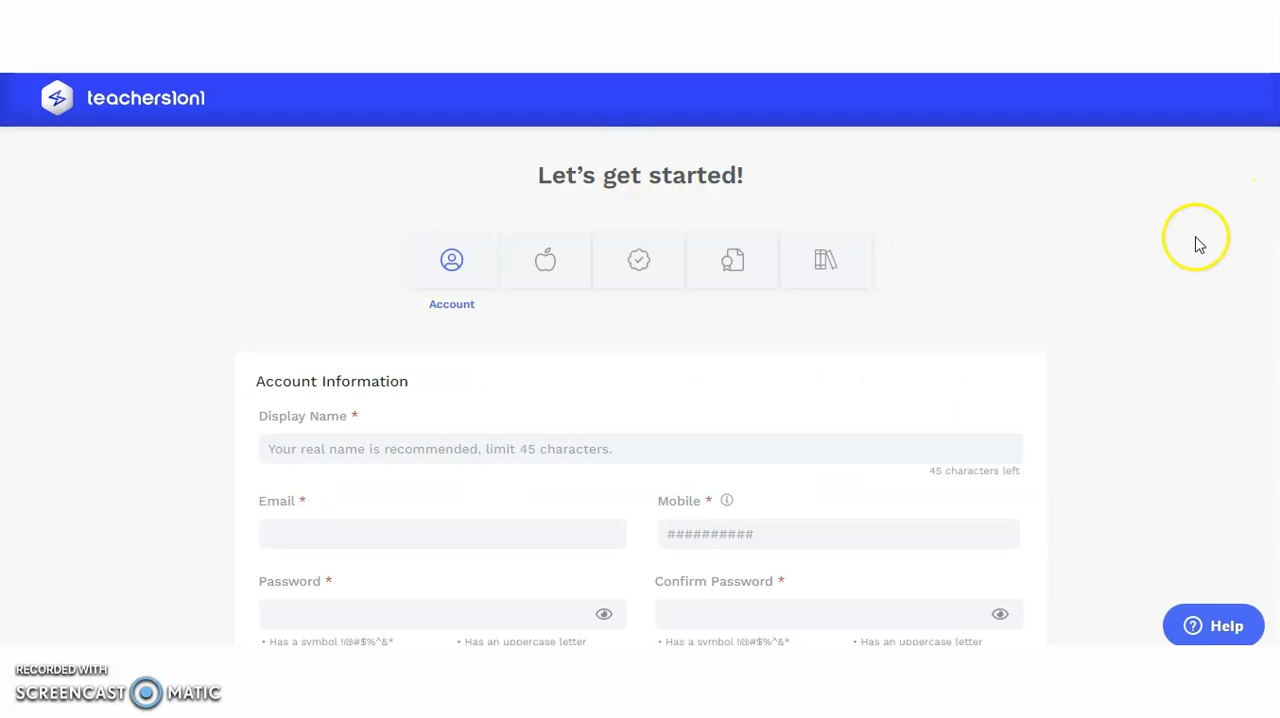 teachers1on1
Let's get started!
Account
Account Information
Display Name *
Your real name is recommended, limit 45 characters.
45 characters left
Email *
Mobile *
##########
Password *
Confirm Password *
• Has a symbol !@#$%^&* • Has an uppercase letter • Has a symbol !@#$%^&* • Has an uppercase letter
Help
RECORDED WITH
SCREENCAST MATIC